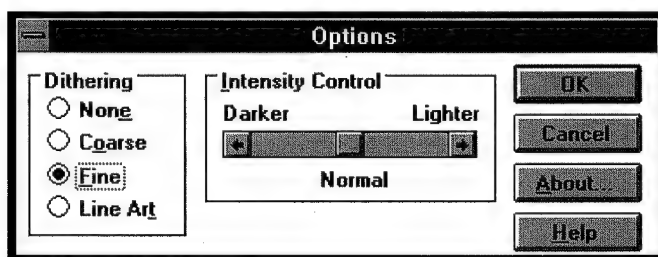 Options
Dithering
None
Coarse
Fine
Line Art
Intensity Control
Darker Lighter
Normal
OK
Cancel
About...
Help